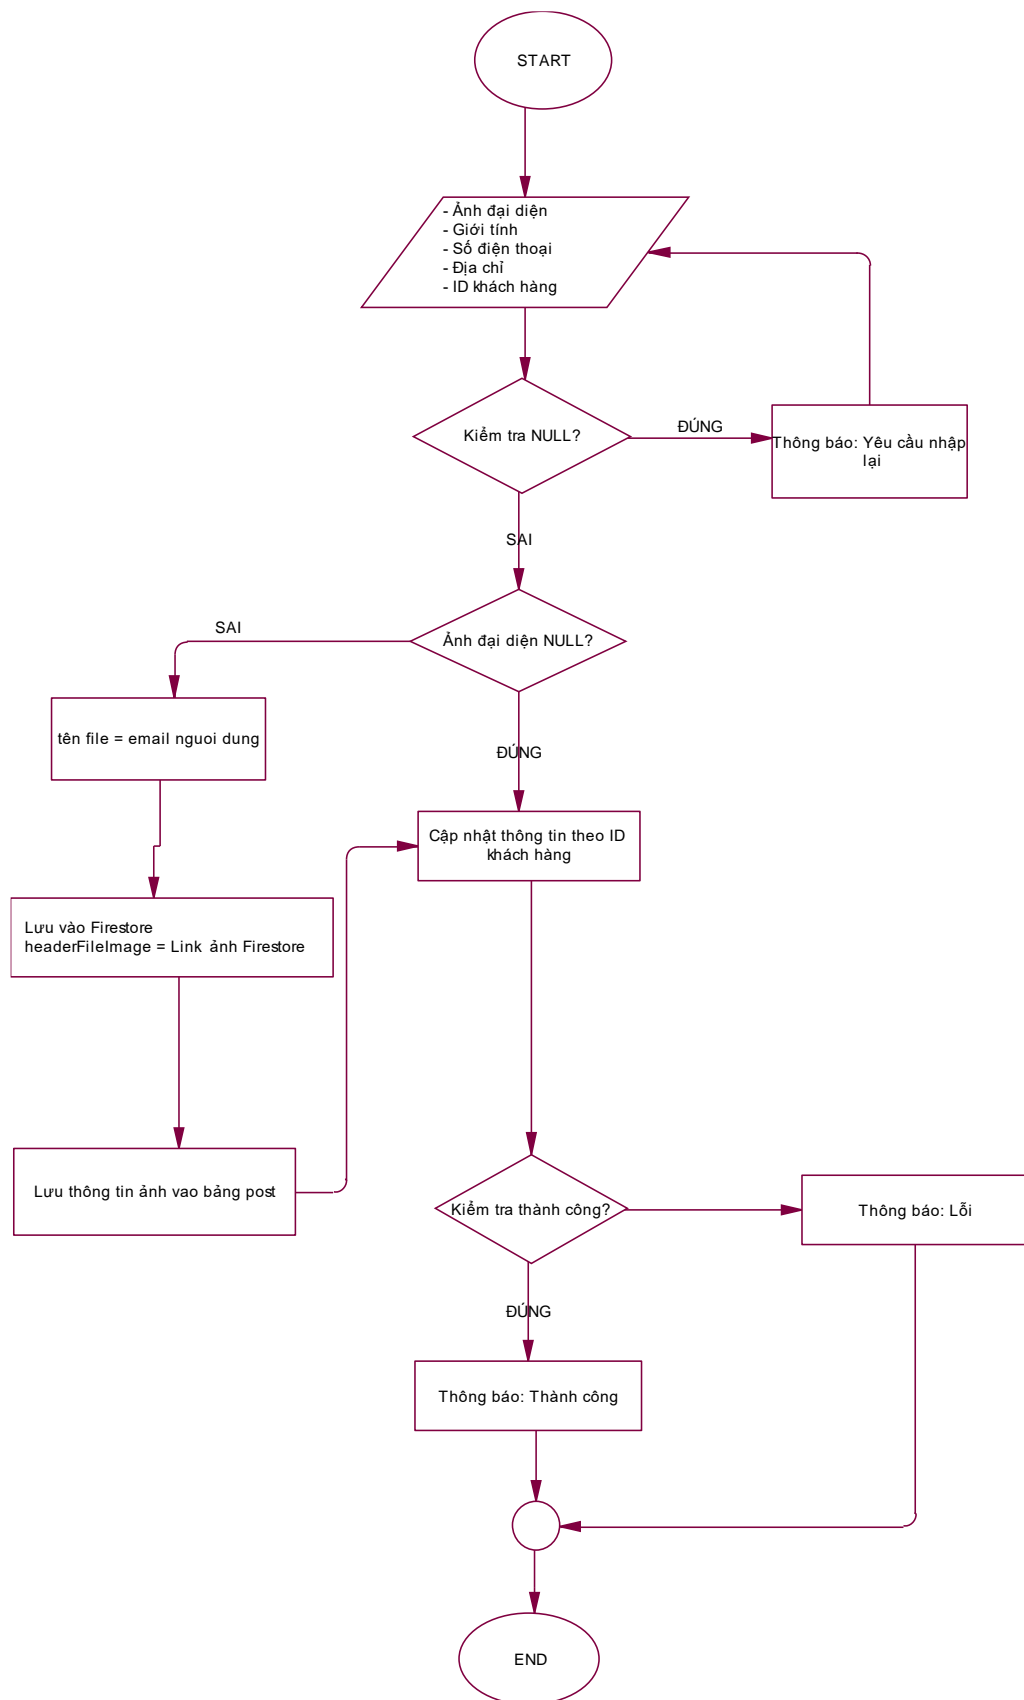 START
- Ảnh đại diện
- Giới tính
- Số điện thoại
- Địa chỉ
- ID khách hàng
Kiểm tra NULL?
ĐÚNG
Thông báo: Yêu cầu nhập
lại
SAI
Ảnh đại diện NULL?
SAI
tên file = email nguoi dung
ĐÚNG
Cập nhật thông tin theo ID
khách hàng
Lưu vào Firestore
headerFileImage = Link ảnh Firestore
Lưu thông tin ảnh vao bảng post
Kiểm tra thành công?
Thông báo: Lỗi
ĐÚNG
Thông báo: Thành công
END